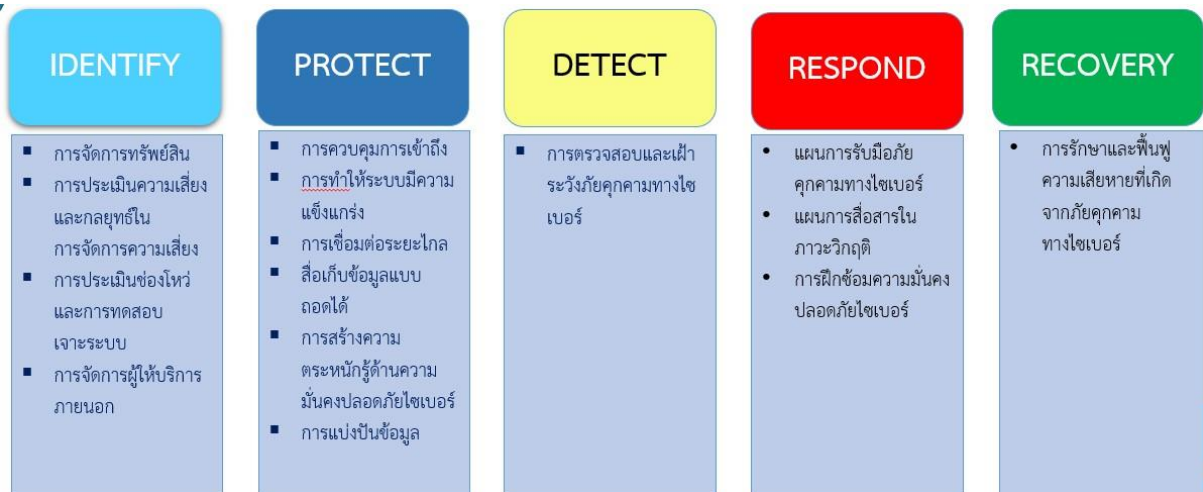 IDENTIFY
การจัดการทรัพย์สิน
การประเมินความเสี่ยง
และกลยุทธ์ใน
การจัดการความเสี่ยง
การประเมินช่องโหว่
และการทดสอบ
เจาะระบบ
การจัดการผู้ให้บริการ
ภายนอก
PROTECT
การควบคุมการเข้าถึง
การทำให้ระบบมีความ
แข็งแกร่ง
การเชื่อมต่อระยะไกล
สื่อเก็บข้อมูลแบบ
ถอดได้
การสร้างความ
ตระหนักรู้ด้านความ
มั่นคงปลอดภัยไซเบอร์
การแบ่งปันข้อมูล
DETECT
การตรวจสอบและเฝ้า
ระวังภัยคุกคามทางไซ
เบอร์
RESPOND
แผนการรับมือภัย
คุกคามทางไซเบอร์
แผนการสื่อสารใน
ภาวะวิกฤติ
การฝึกซ้อมความมั่นคง
ปลอดภัยไซเบอร์
RECOVERY
การรักษาและฟื้นฟู
ความเสียหายที่เกิด
จากภัยคุกคาม
ทางไซเบอร์